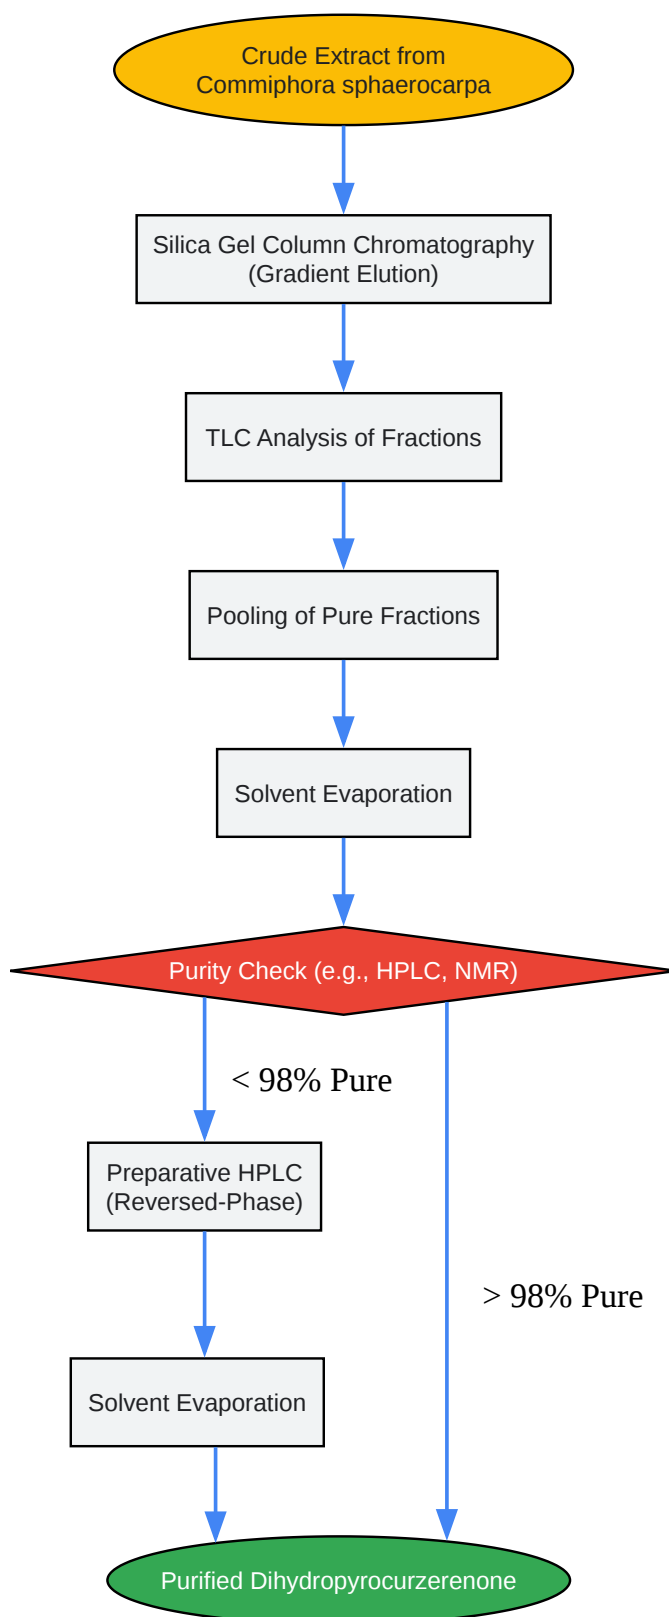 Crude Extract from
Commiphora sphaerocarpa
Silica Gel Column Chromatography
(Gradient Elution)
TLC Analysis of Fractions
Pooling of Pure Fractions
Solvent Evaporation
Purity Check (e.g., HPLC, NMR)
< 98% Pure
Preparative HPLC
(Reversed-Phase)
> 98% Pure
Solvent Evaporation
Purified Dihydropyrocurzerenone